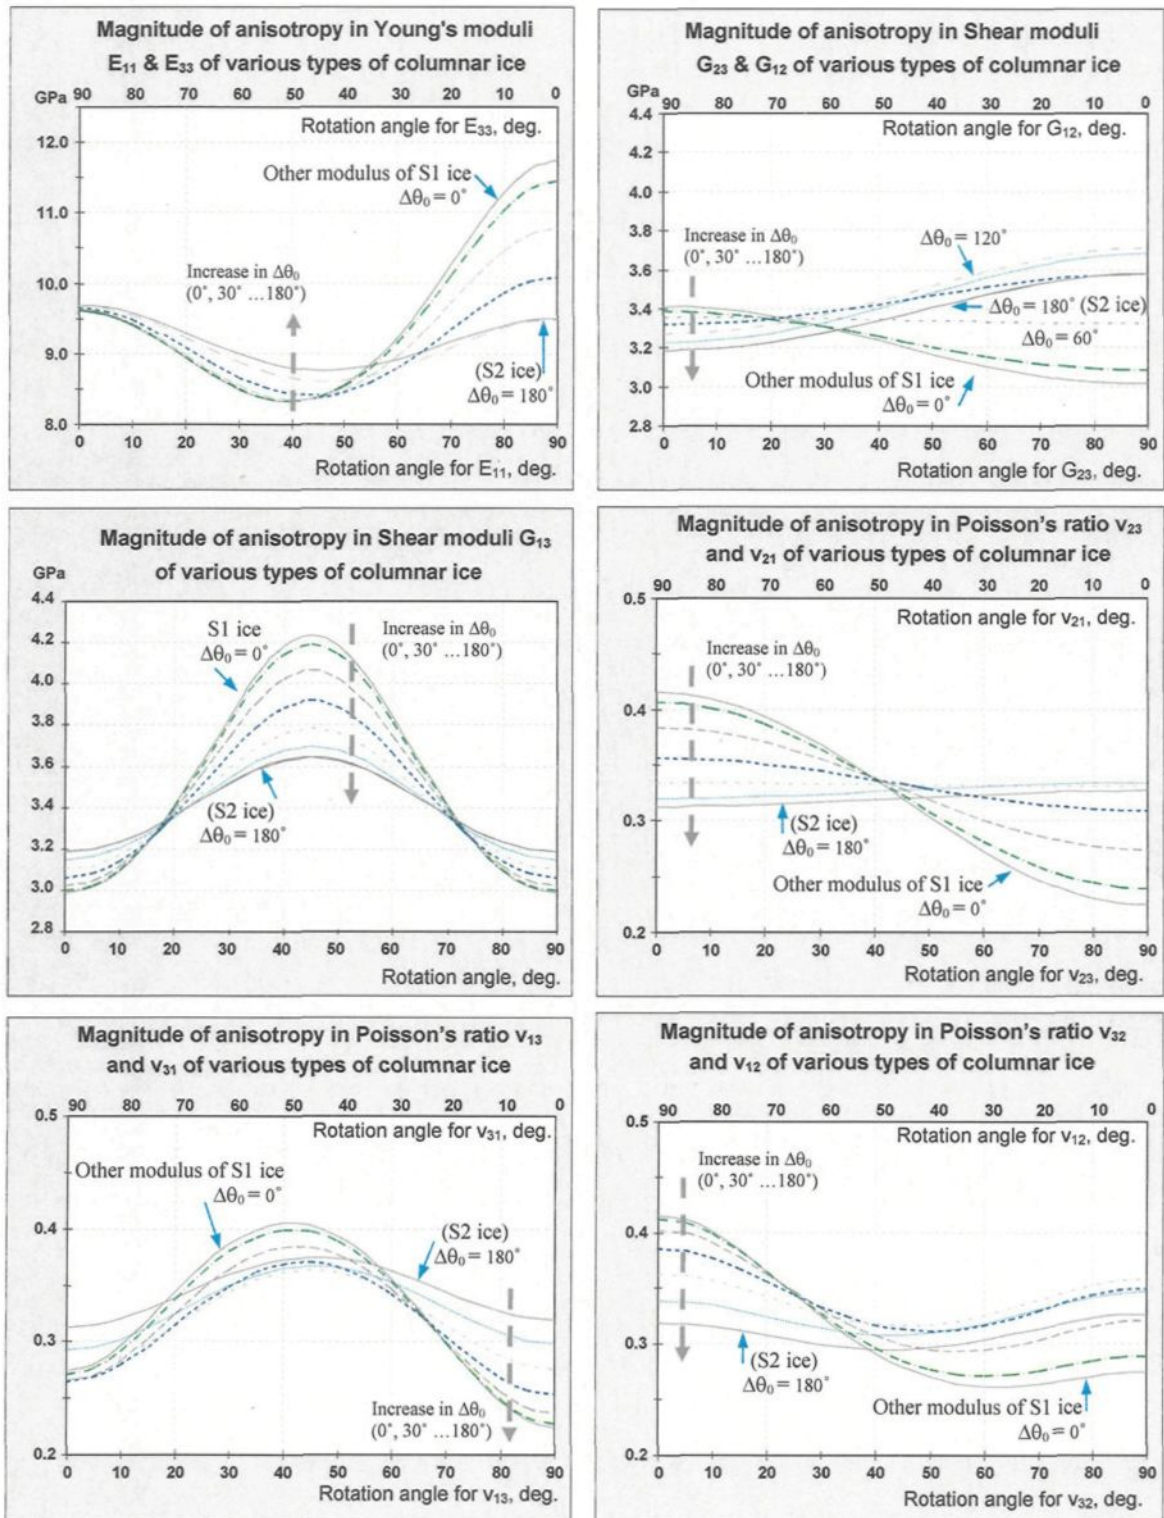 Magnitude of anisotropy in Young's moduli
E₁₁ & E₃₃ of various types of columnar ice
GPa
90 80 70 60 50 40 30 20 10 0
Rotation angle for E₃₃, deg.
12.0
11.0
10.0
9.0
8.0
Other modulus of S1 ice
Δθ₀ = 0˚
Increase in Δθ₀
(0˚, 30˚ ...180˚)
(S2 ice)
Δθ₀ = 180˚
0 10 20 30 40 50 60 70 80 90
Rotation angle for E₁₁, deg.
Magnitude of anisotropy in Shear moduli
G₂₃ & G₁₂ of various types of columnar ice
GPa
90 80 70 60 50 40 30 20 10 0
Rotation angle for G₁₂, deg.
4.4
4.2
4.0
3.8
3.6
3.4
3.2
3.0
2.8
Increase in Δθ₀
(0˚, 30˚ ...180˚)
Δθ₀ = 120˚
Δθ₀ = 180˚ (S2 ice)
Δθ₀ = 60˚
Other modulus of S1 ice
Δθ₀ = 0˚
0 10 20 30 40 50 60 70 80 90
Rotation angle for G₂₃, deg.
Magnitude of anisotropy in Shear moduli G₁₃
of various types of columnar ice
GPa
4.4
4.2
4.0
3.8
3.6
3.4
3.2
3.0
2.8
S1 ice
Δθ₀ = 0˚
Increase in Δθ₀
(0˚, 30˚ ...180˚)
(S2 ice)
Δθ₀ = 180˚
0 10 20 30 40 50 60 70 80 90
Rotation angle, deg.
Magnitude of anisotropy in Poisson's ratio ν₂₃
and ν₂₁ of various types of columnar ice
90 80 70 60 50 40 30 20 10 0
Rotation angle for ν₂₁, deg.
0.5
0.4
0.3
0.2
Increase in Δθ₀
(0˚, 30˚ ...180˚)
(S2 ice)
Δθ₀ = 180˚
Other modulus of S1 ice
Δθ₀ = 0˚
0 10 20 30 40 50 60 70 80 90
Rotation angle for ν₂₃, deg.
Magnitude of anisotropy in Poisson's ratio ν₁₃
and ν₃₁ of various types of columnar ice
90 80 70 60 50 40 30 20 10 0
Rotation angle for ν₃₁, deg.
0.5
0.4
0.3
0.2
Other modulus of S1 ice
Δθ₀ = 0˚
(S2 ice)
Δθ₀ = 180˚
Increase in Δθ₀
(0˚, 30˚ ...180˚)
0 10 20 30 40 50 60 70 80 90
Rotation angle for ν₁₃, deg.
Magnitude of anisotropy in Poisson's ratio ν₃₂
and ν₁₂ of various types of columnar ice
90 80 70 60 50 40 30 20 10 0
Rotation angle for ν₁₂, deg.
0.5
0.4
0.3
0.2
Increase in Δθ₀
(0˚, 30˚ ...180˚)
(S2 ice)
Δθ₀ = 180˚
Other modulus of S1 ice
Δθ₀ = 0˚
0 10 20 30 40 50 60 70 80 90
Rotation angle for ν₃₂, deg.